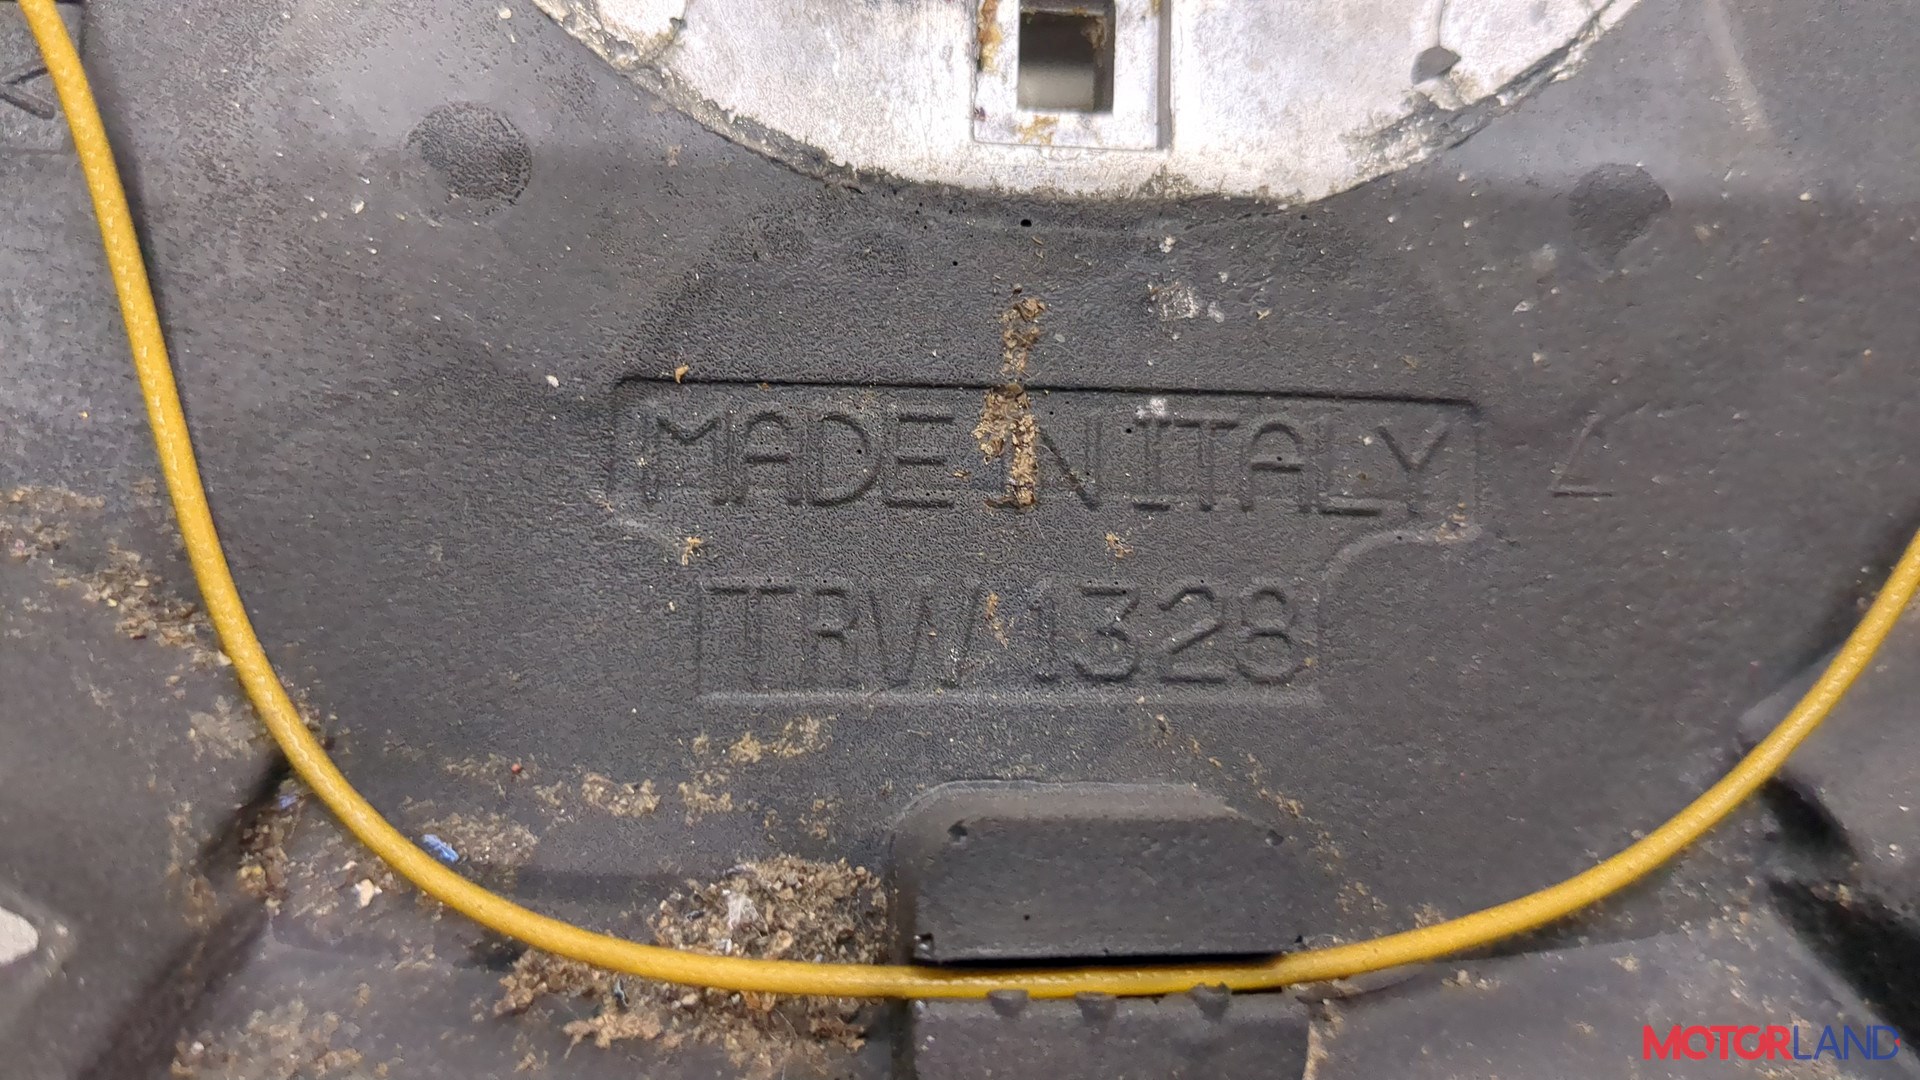 MADE IN ITALY
TRW 1328
MOTORLAND